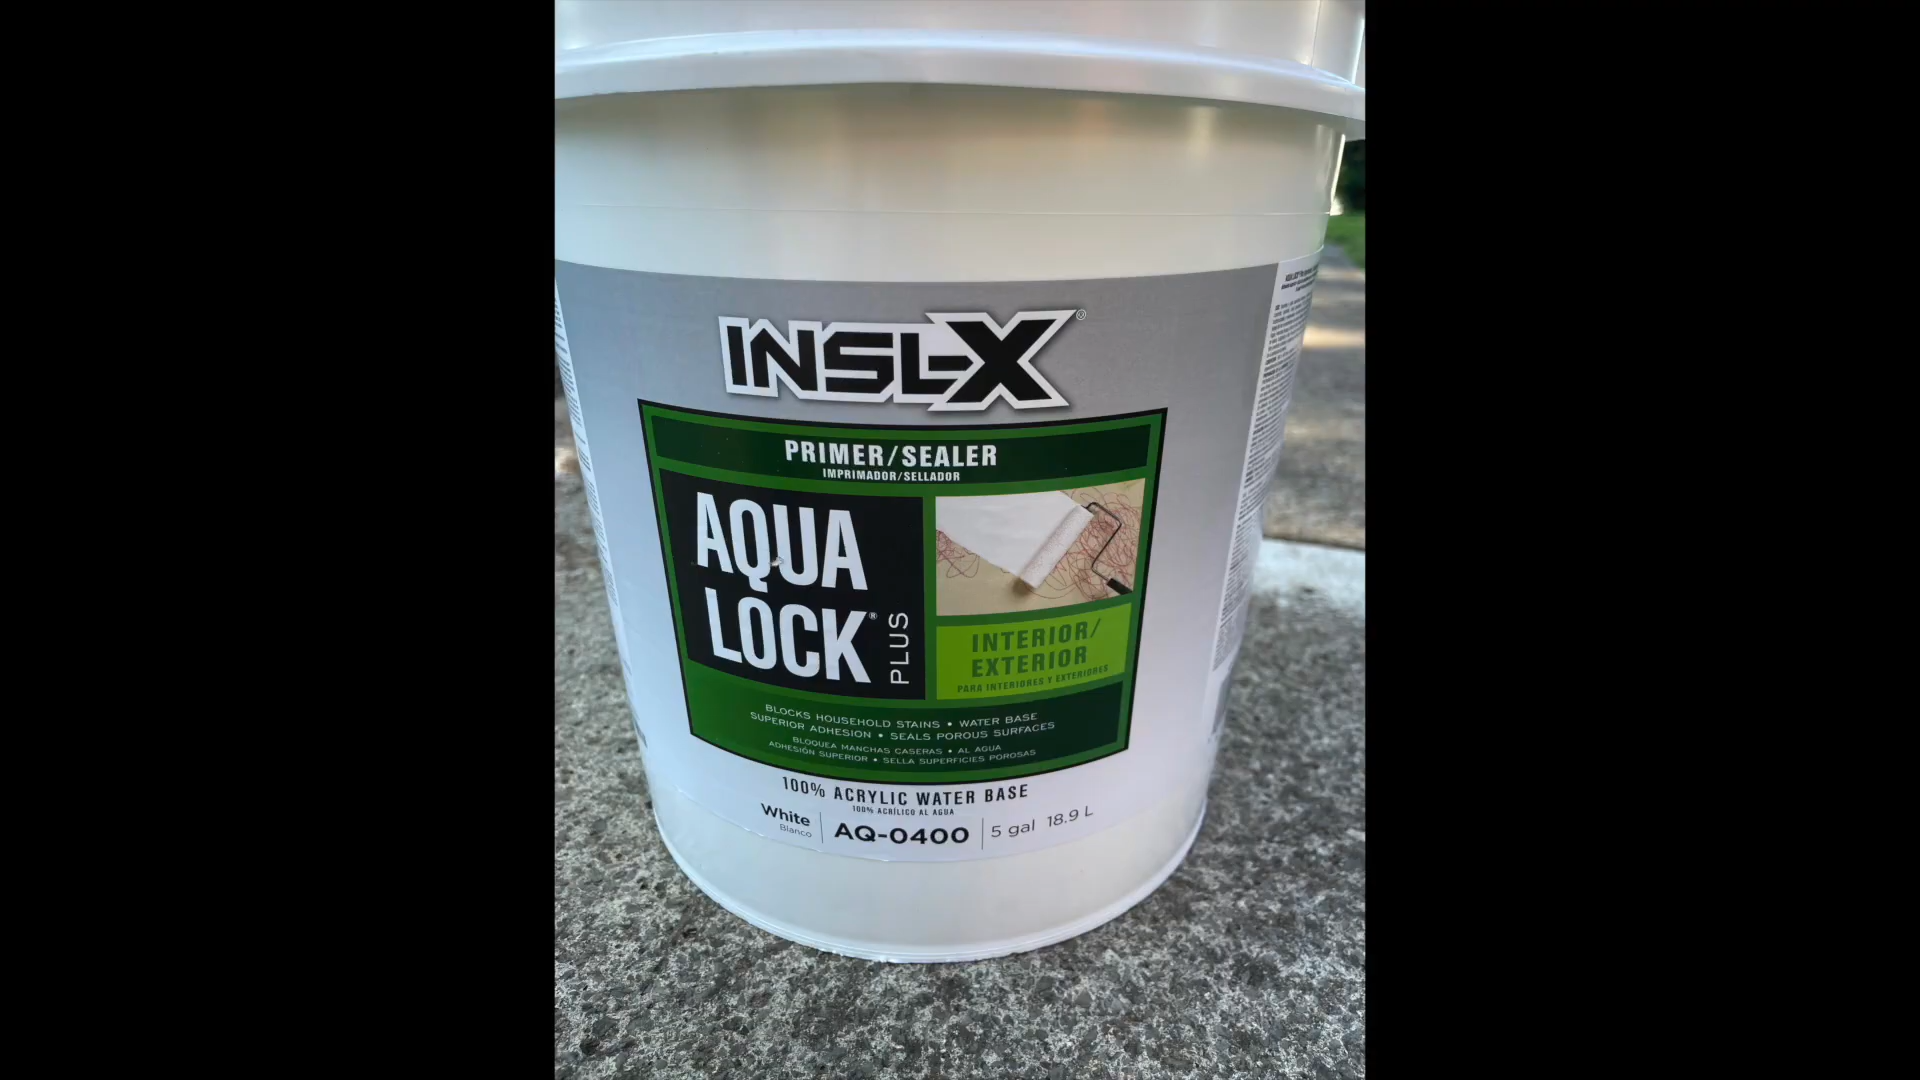 INSL-X®
PRIMER/SEALER
IMPRIMADOR/SELLADOR
AQUA
LOCK®
PLUS
INTERIOR/
EXTERIOR
PARA INTERIORES Y EXTERIORES
BLOCKS HOUSEHOLD STAINS • WATER BASE
SUPERIOR ADHESION • SEALS POROUS SURFACES
BLOQUEA MANCHAS CASERAS • AL AGUA
ADHESIÓN SUPERIOR • SELLA SUPERFICIES POROSAS
100% ACRYLIC WATER BASE
100% ACRÍLICO AL AGUA
White
Blanco
AQ-0400
5 gal 18.9 L